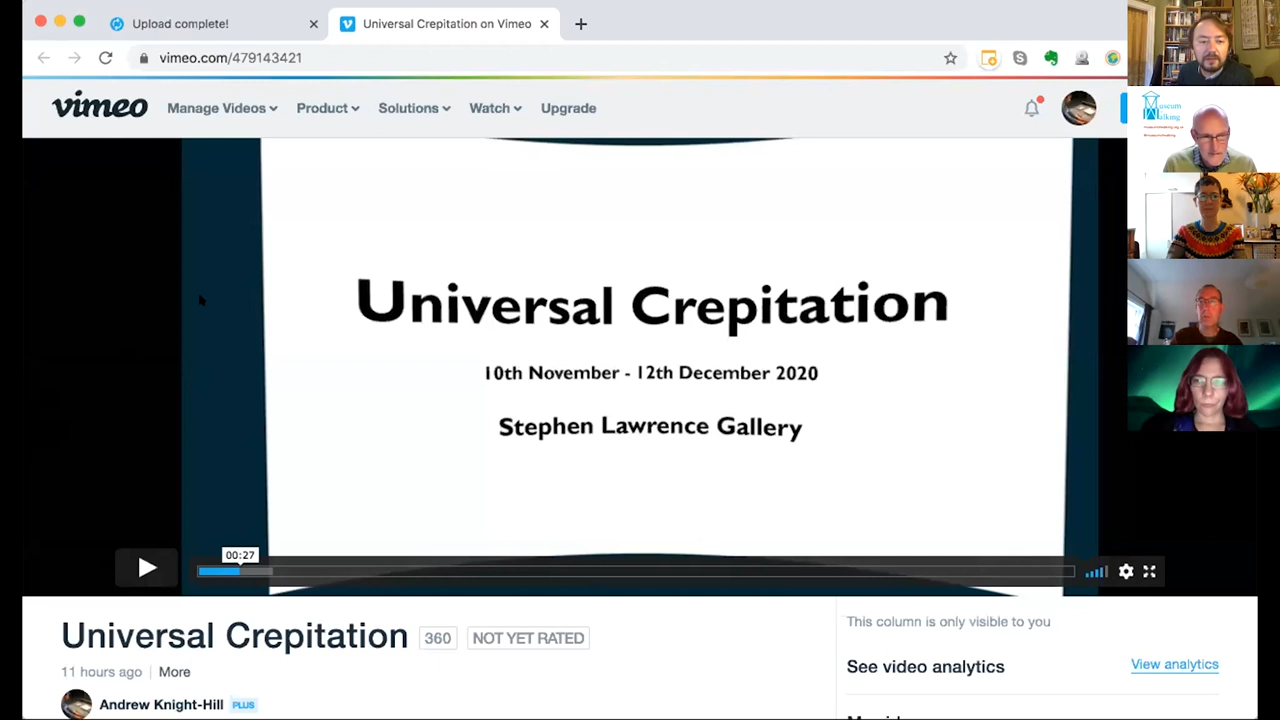 Upload complete!
Universal Crepitation on Vimeo
vimeo.com/479143421
vimeo
Manage Videos
Product
Solutions
Watch
Upgrade
Universal Crepitation
10th November - 12th December 2020
Stephen Lawrence Gallery
00:27
Universal Crepitation
360
NOT YET RATED
11 hours ago
More
Andrew Knight-Hill
PLUS
This column is only visible to you
See video analytics
View analytics
Museum
Walking